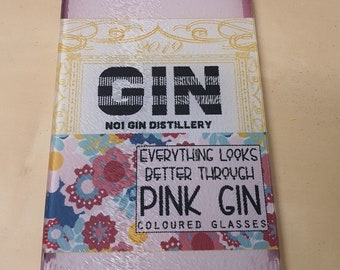 2019
GIN
NO1 GIN DISTILLERY
EVERYTHING LOOKS
BETTER THROUGH
PINK GIN
COLOURED GLASSES